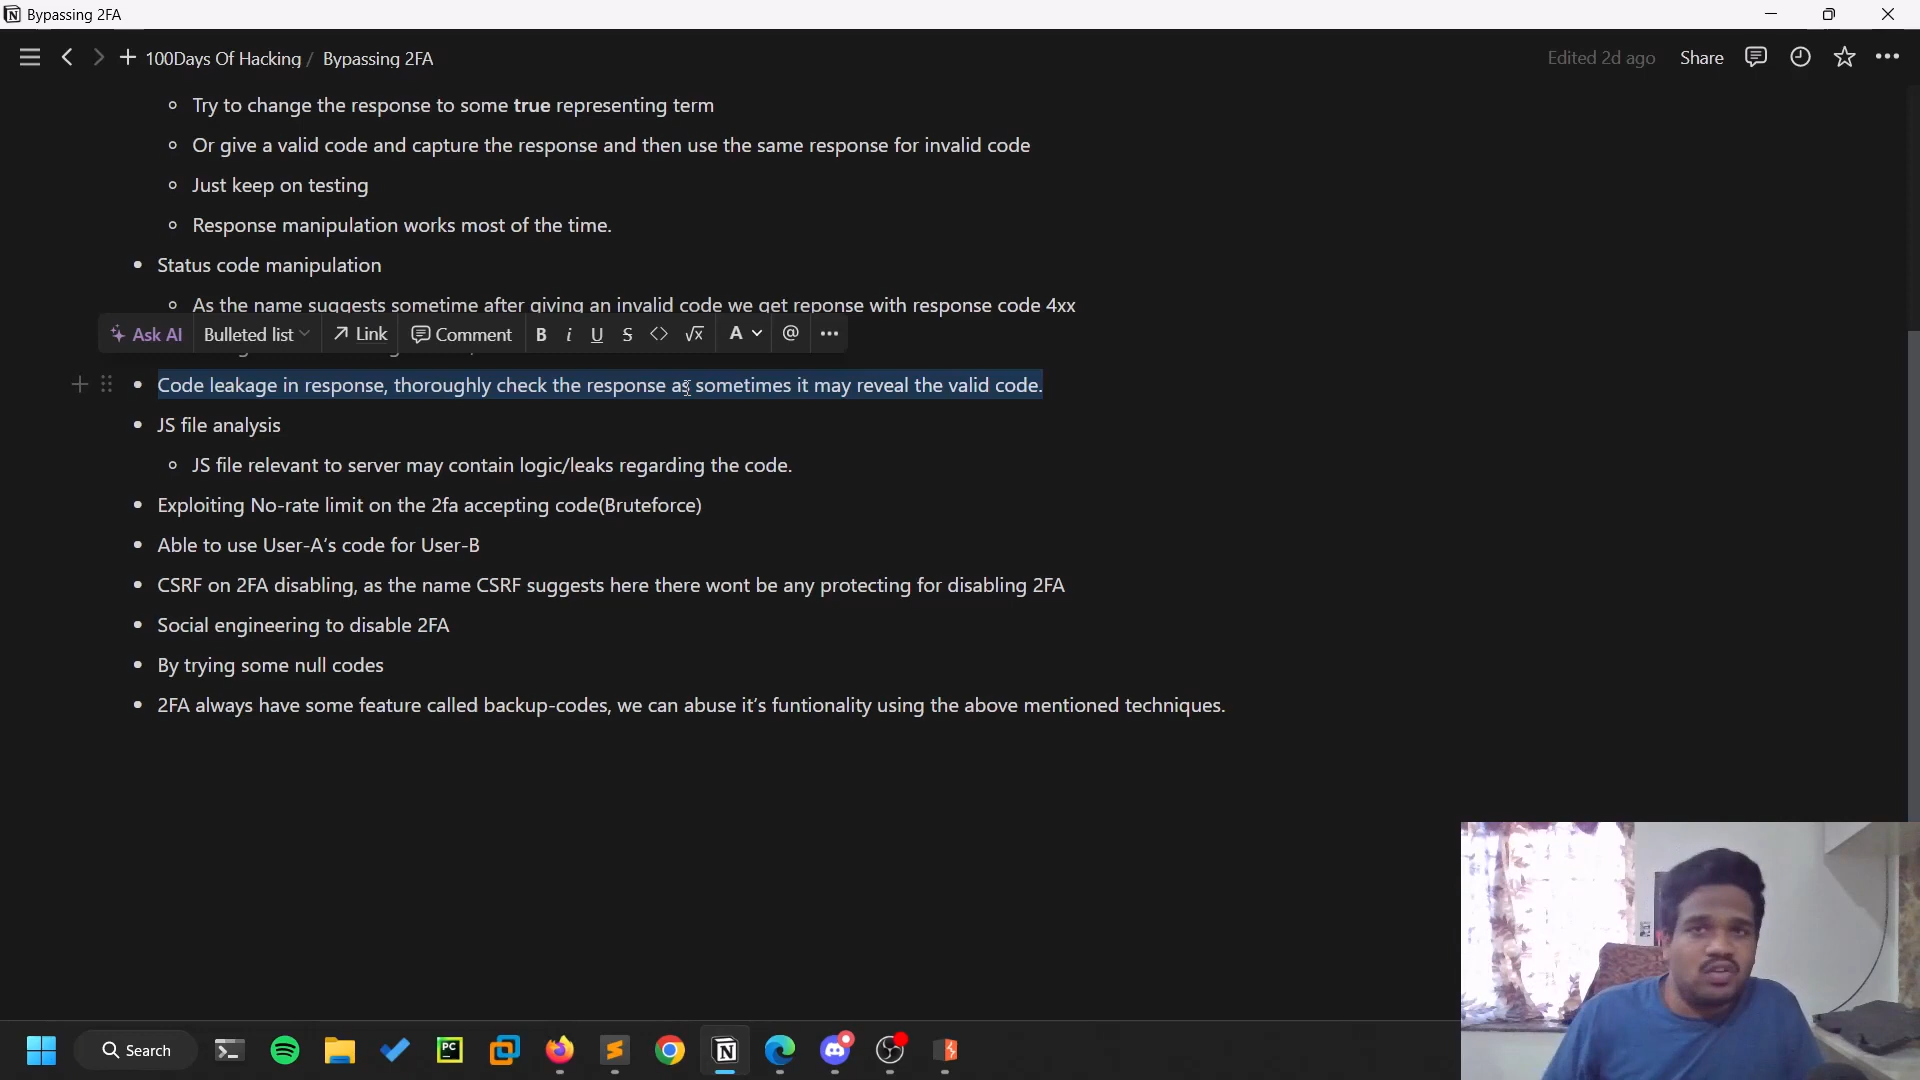 Bypassing 2FA
100Days Of Hacking / Bypassing 2FA
Edited 2d ago Share
Try to change the response to some true representing term
Or give a valid code and capture the response and then use the same response for invalid code
Just keep on testing
Response manipulation works most of the time.
Status code manipulation
As the name suggests sometime after giving an invalid code we get reponse with response code 4xx
Ask AI Bulleted list Link Comment B i U S <> √x A @
Code leakage in response, thoroughly check the response as sometimes it may reveal the valid code.
JS file analysis
JS file relevant to server may contain logic/leaks regarding the code.
Exploiting No-rate limit on the 2fa accepting code(Bruteforce)
Able to use User-A’s code for User-B
CSRF on 2FA disabling, as the name CSRF suggests here there wont be any protecting for disabling 2FA
Social engineering to disable 2FA
By trying some null codes
2FA always have some feature called backup-codes, we can abuse it’s funtionality using the above mentioned techniques.
Search
PC